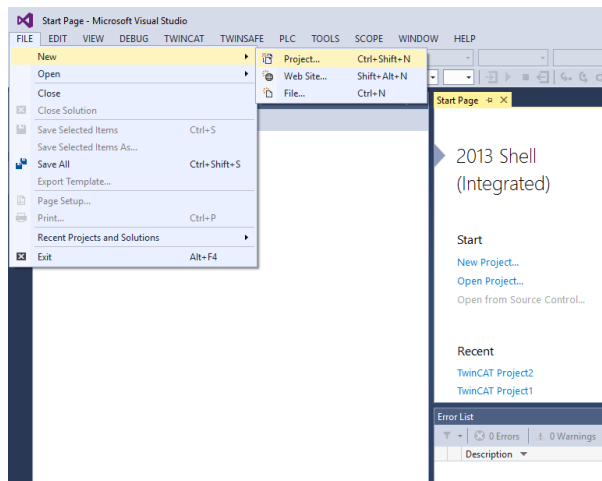 Start Page - Microsoft Visual Studio
FILE EDIT VIEW DEBUG TWINCAT TWINSAFE PLC TOOLS SCOPE WINDOW HELP
New
Project... Ctrl+Shift+N
Open
Web Site... Shift+Alt+N
Close
File... Ctrl+N
Close Solution
Save Selected Items Ctrl+S
Save Selected Items As...
Save All Ctrl+Shift+S
Export Template...
Page Setup...
Print... Ctrl+P
Recent Projects and Solutions
Exit Alt+F4
Start Page
2013 Shell
(Integrated)
Start
New Project...
Open Project...
Open from Source Control...
Recent
TwinCAT Project2
TwinCAT Project1
Error List
0 Errors 0 Warnings
Description